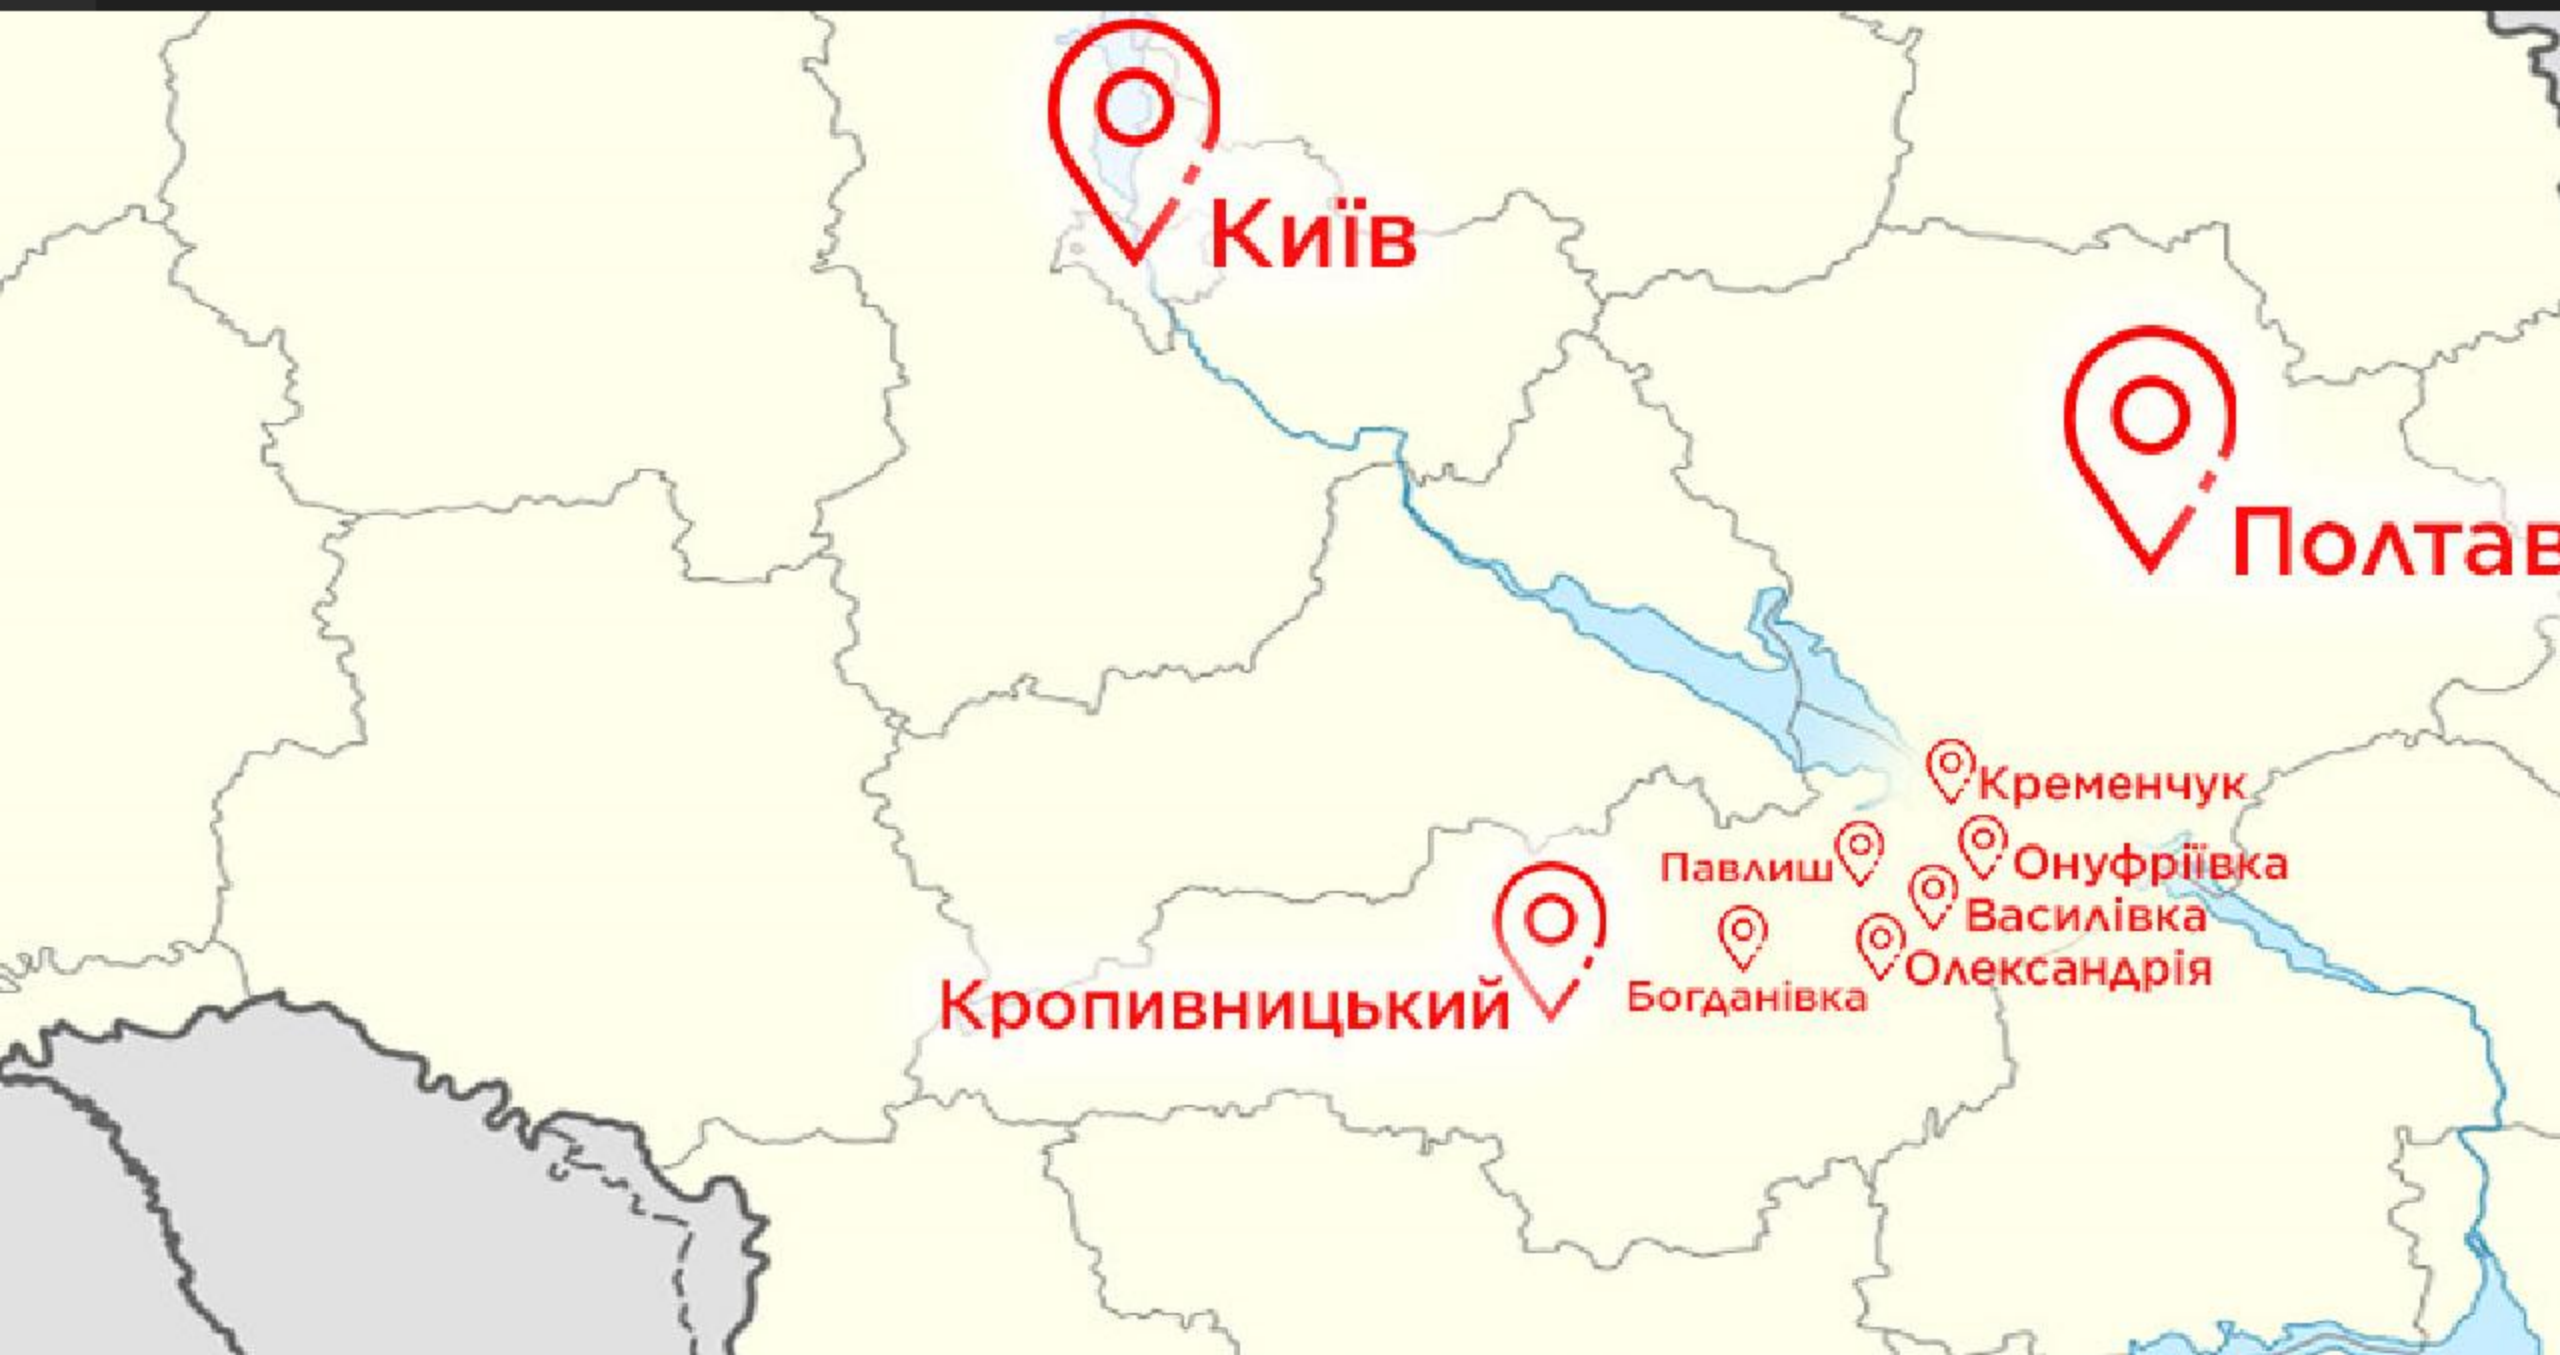 Київ
Полтав
Кременчук
Павлиш
Онуфріївка
Василівка
Олександрія
Богданівка
Кропивницький